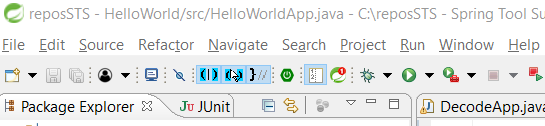 reposSTS - HelloWorld/src/HelloWorldApp.java - C:\reposSTS - Spring Tool Su
File Edit Source Refactor Navigate Search Project Run Window Help
Package Explorer JUnit DecodeApp.java